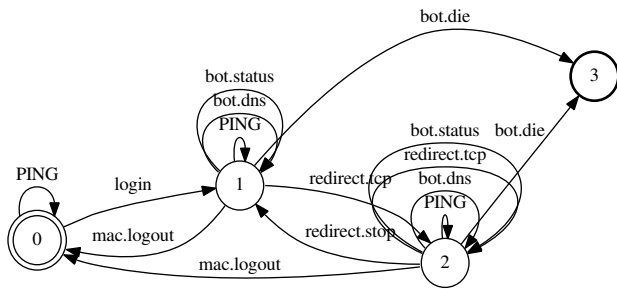 bot.die
3
bot.status
bot.dns
PING
bot.status
bot.die
redirect.tcp
PING
login
1
redirect.tcp
bot.dns
PING
0
mac.logout
redirect.stop
mac.logout
2